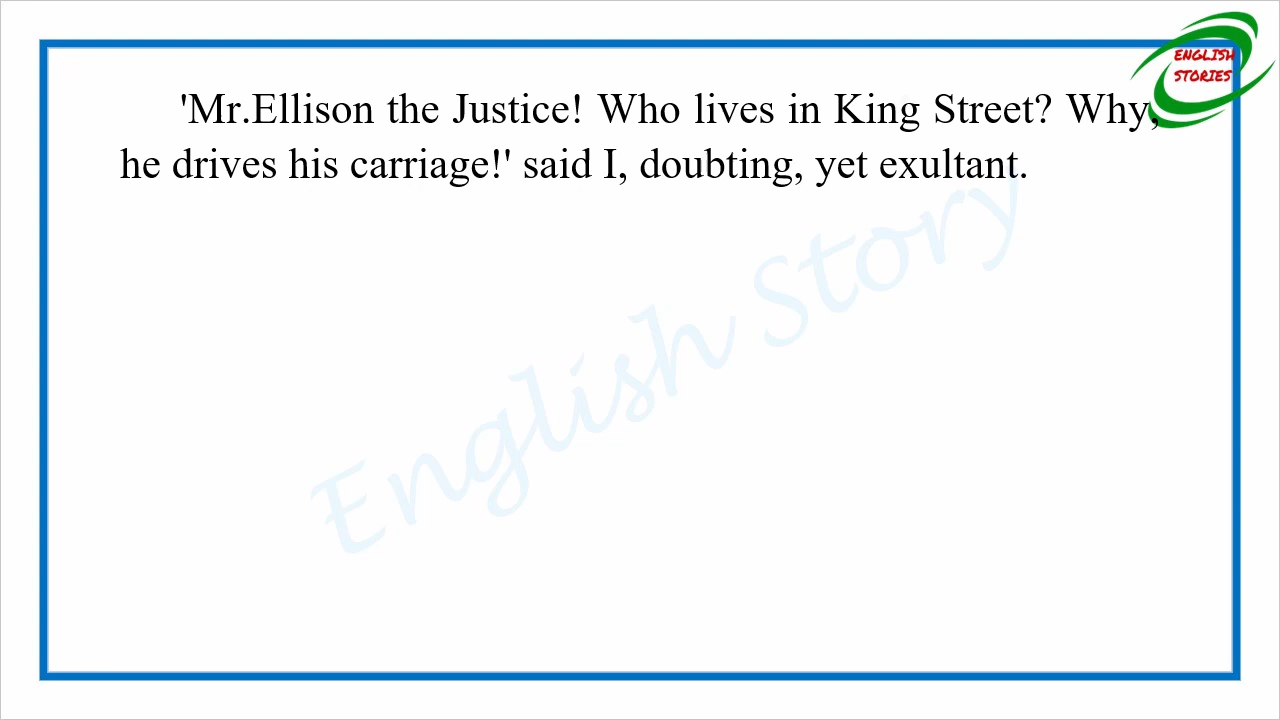 ENGLISH
STORIES
'Mr.Ellison the Justice! Who lives in King Street? Why,
he drives his carriage!' said I, doubting, yet exultant.
English Story